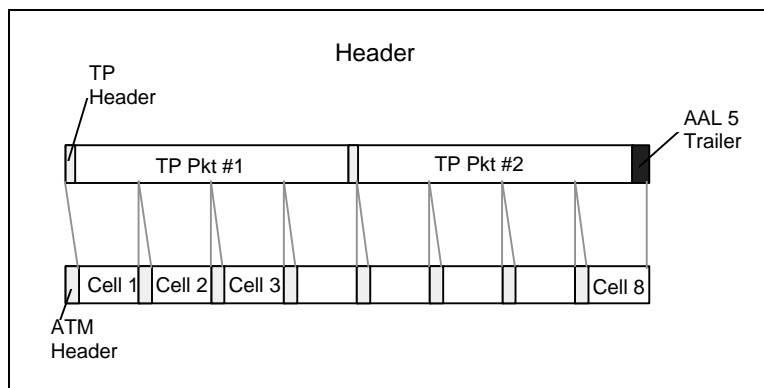 Header
TP
Header
AAL 5
Trailer
TP Pkt #1
TP Pkt #2
Cell 1
Cell 2
Cell 3
Cell 8
ATM
Header